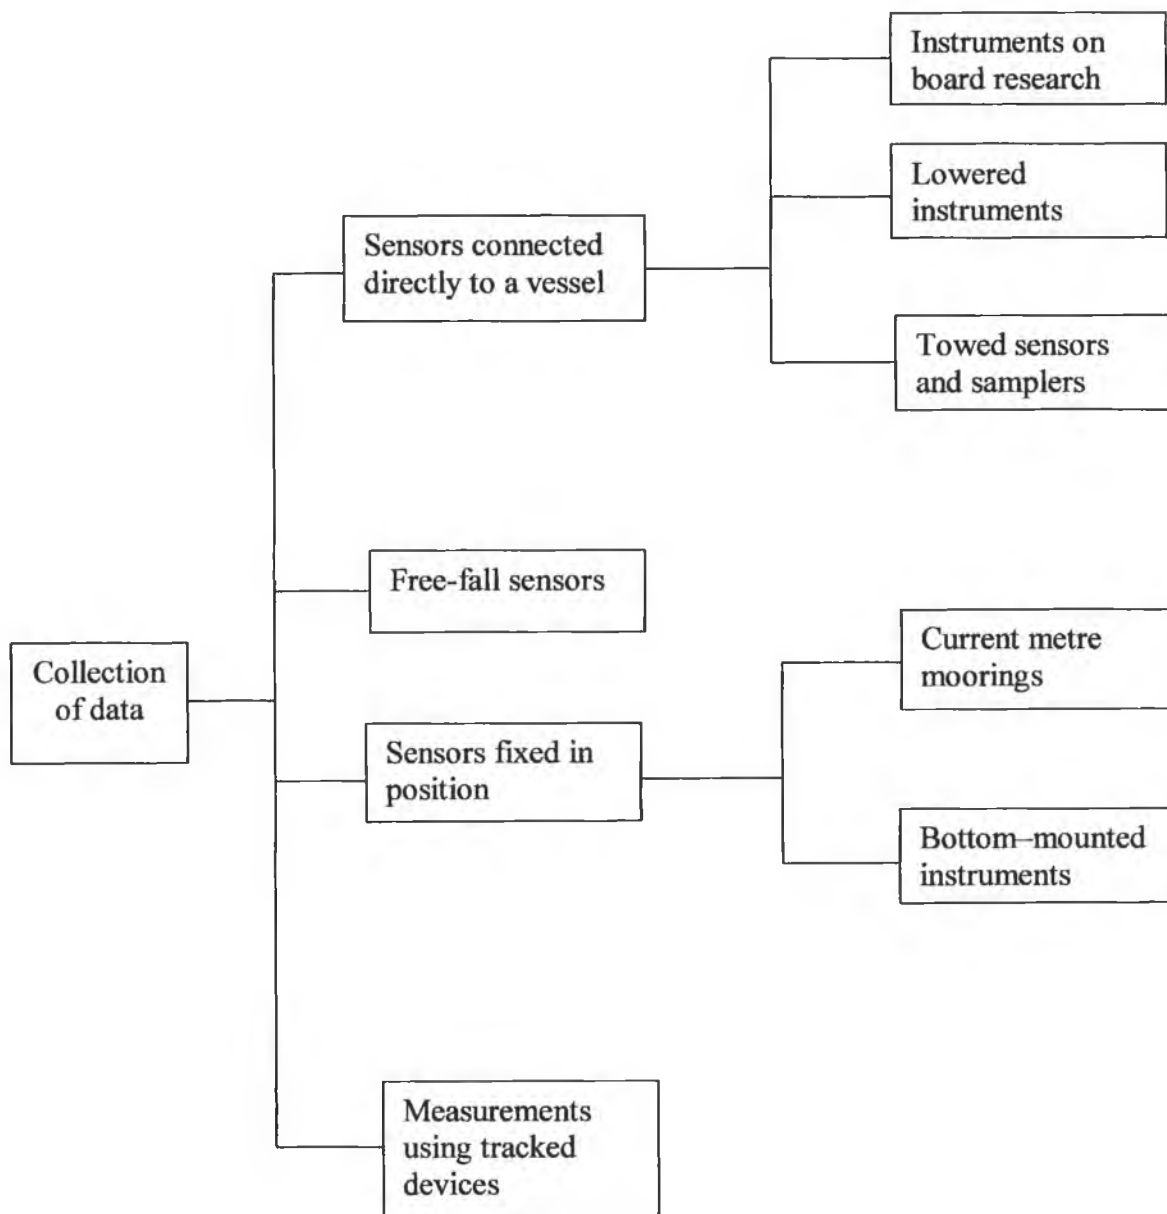 Instruments on
board research
Lowered
instruments
Sensors connected
directly to a vessel
Towed sensors
and samplers
Free-fall sensors
Collection
of data
Current metre
moorings
Sensors fixed in
position
Bottom–mounted
instruments
Measurements
using tracked
devices